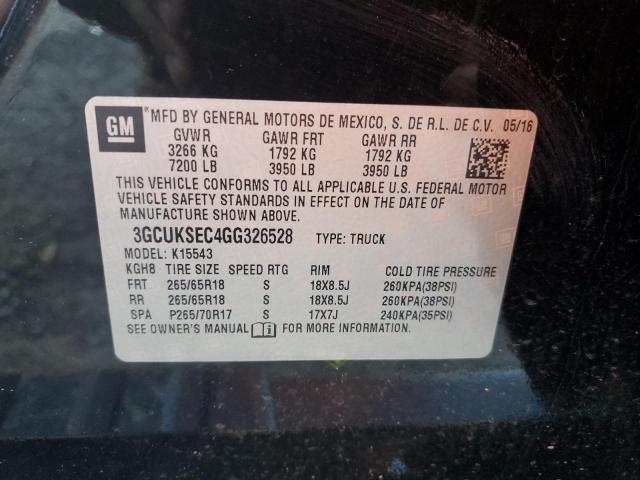 GM *MFD BY GENERAL MOTORS DE MEXICO, S. DE R.L. DE C.V. 05/16
GVWR GAWR FRT GAWR RR
3266 KG 1792 KG 1792 KG
7200 LB 3950 LB 3950 LB
THIS VEHICLE CONFORMS TO ALL APPLICABLE U.S. FEDERAL MOTOR
VEHICLE SAFETY STANDARDS IN EFFECT ON THE DATE OF
MANUFACTURE SHOWN ABOVE.
3GCUKSEC4GG326528 TYPE: TRUCK
MODEL: K15543
KGH8 TIRE SIZE SPEED RTG RIM COLD TIRE PRESSURE
FRT 265/65R18 S 18X8.5J 260KPA(38PSI)
RR 265/65R18 S 18X8.5J 260KPA(38PSI)
SPA P265/70R17 S 17X7J 240KPA(35PSI)
SEE OWNER'S MANUAL FOR MORE INFORMATION.